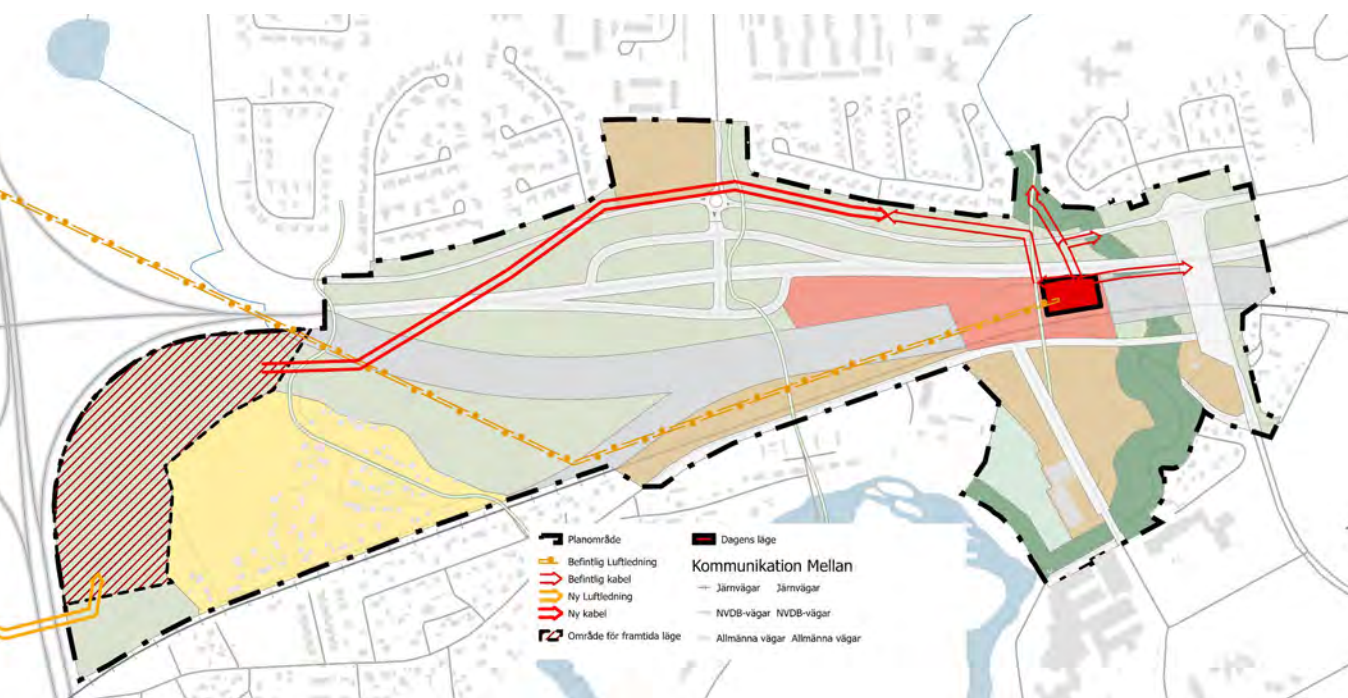 Planområde
Befintlig Luftledning
Befintlig kabel
Ny Luftledning
Ny kabel
Område för framtida läge
Dagens läge
Kommunikation Mellan
Järnvägar Järnvägar
NVDB-vägar NVDB-vägar
Allmänna vägar Allmänna vägar